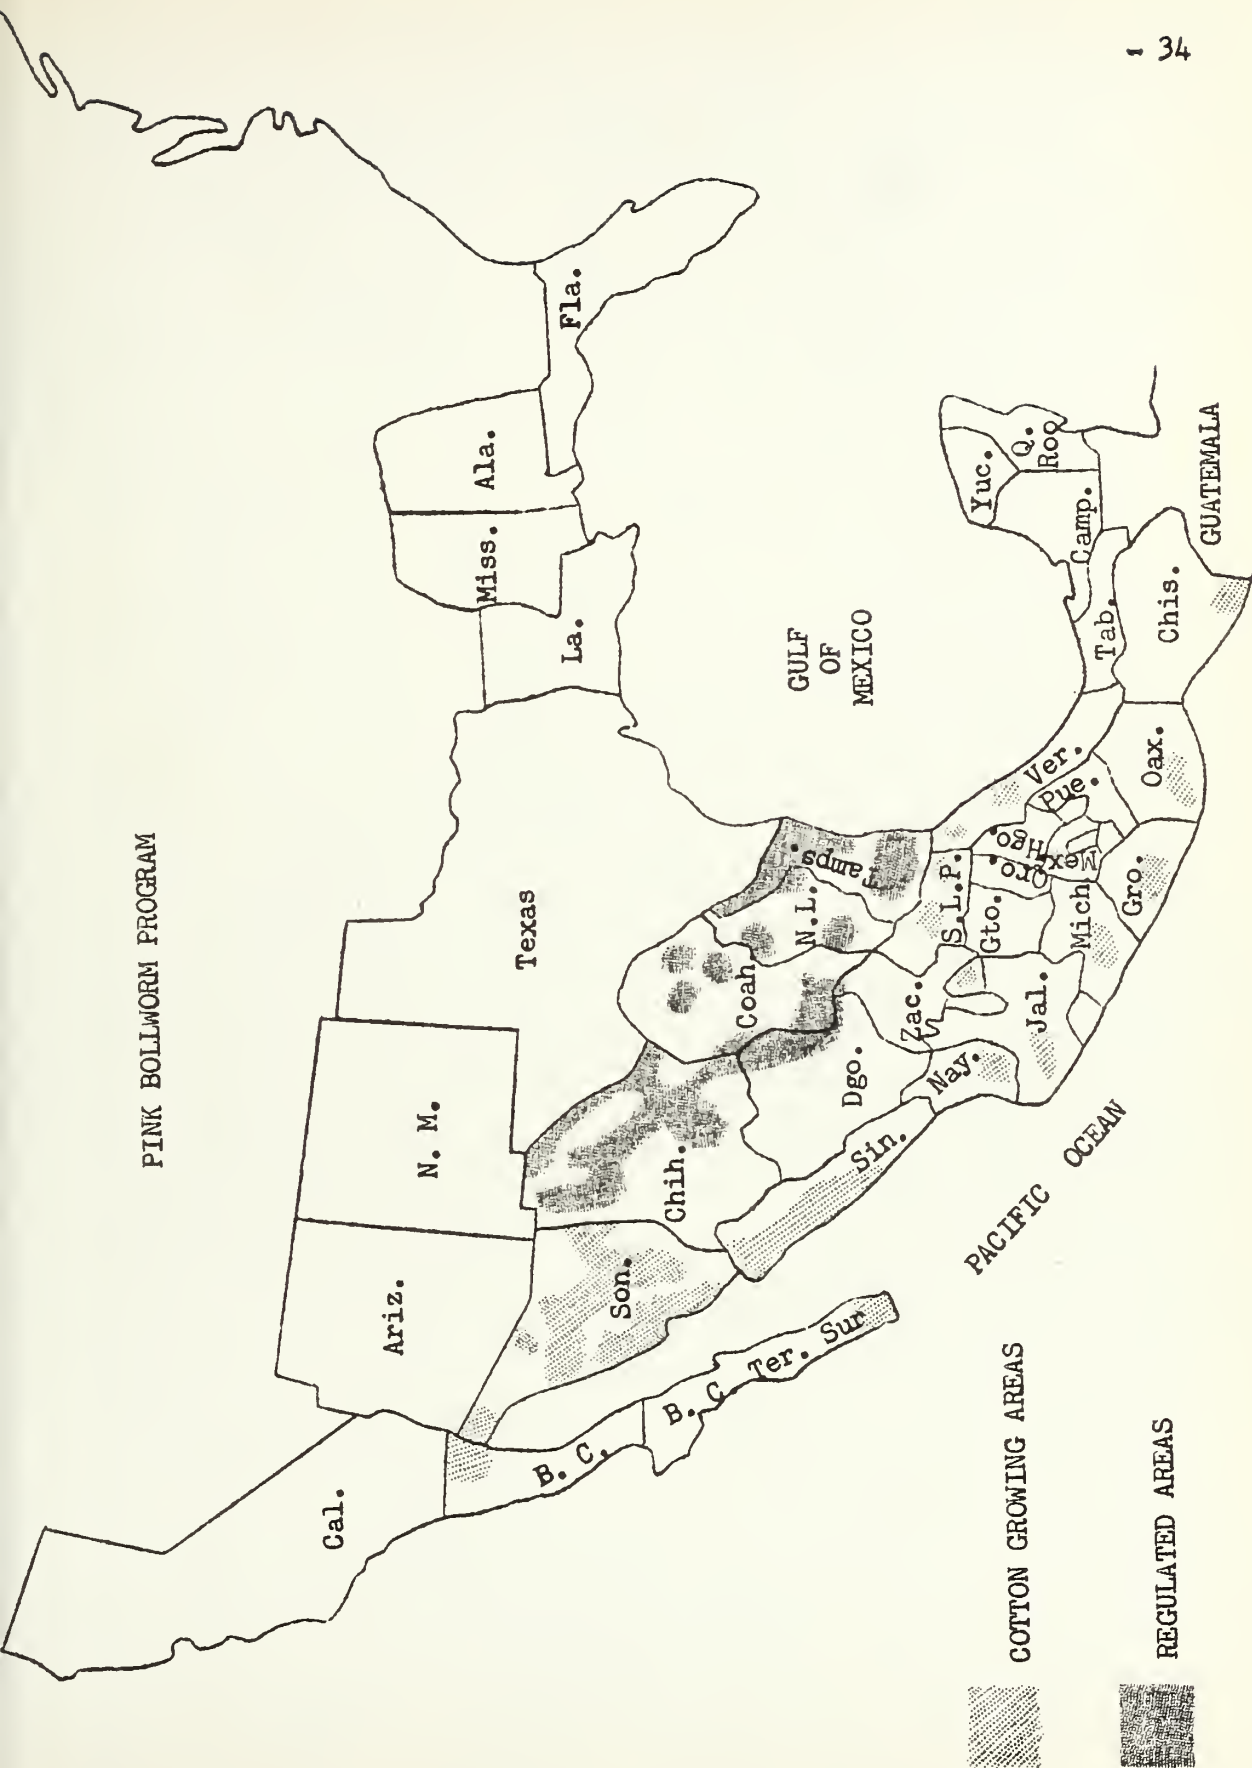 - 34
PINK BOLLWORM PROGRAM
Cal.
Ariz.
N. M.
Texas
La.
Miss.
Ala.
Fla.
B. C.
B. C. Ter. Sur
Son.
Chih.
Coah
N.L.
Tamps.
Sin.
Dgo.
Zac.
S.L.P.
Nay.
Jal.
Gto.
Qro.
Hgo.
Mex
Mich
Gro.
Pue.
Ver.
Oax.
Tab.
Chis.
Camp.
Yuc.
Q.
Roo
GULF
OF
MEXICO
PACIFIC OCEAN
GUATEMALA
COTTON GROWING AREAS
REGULATED AREAS